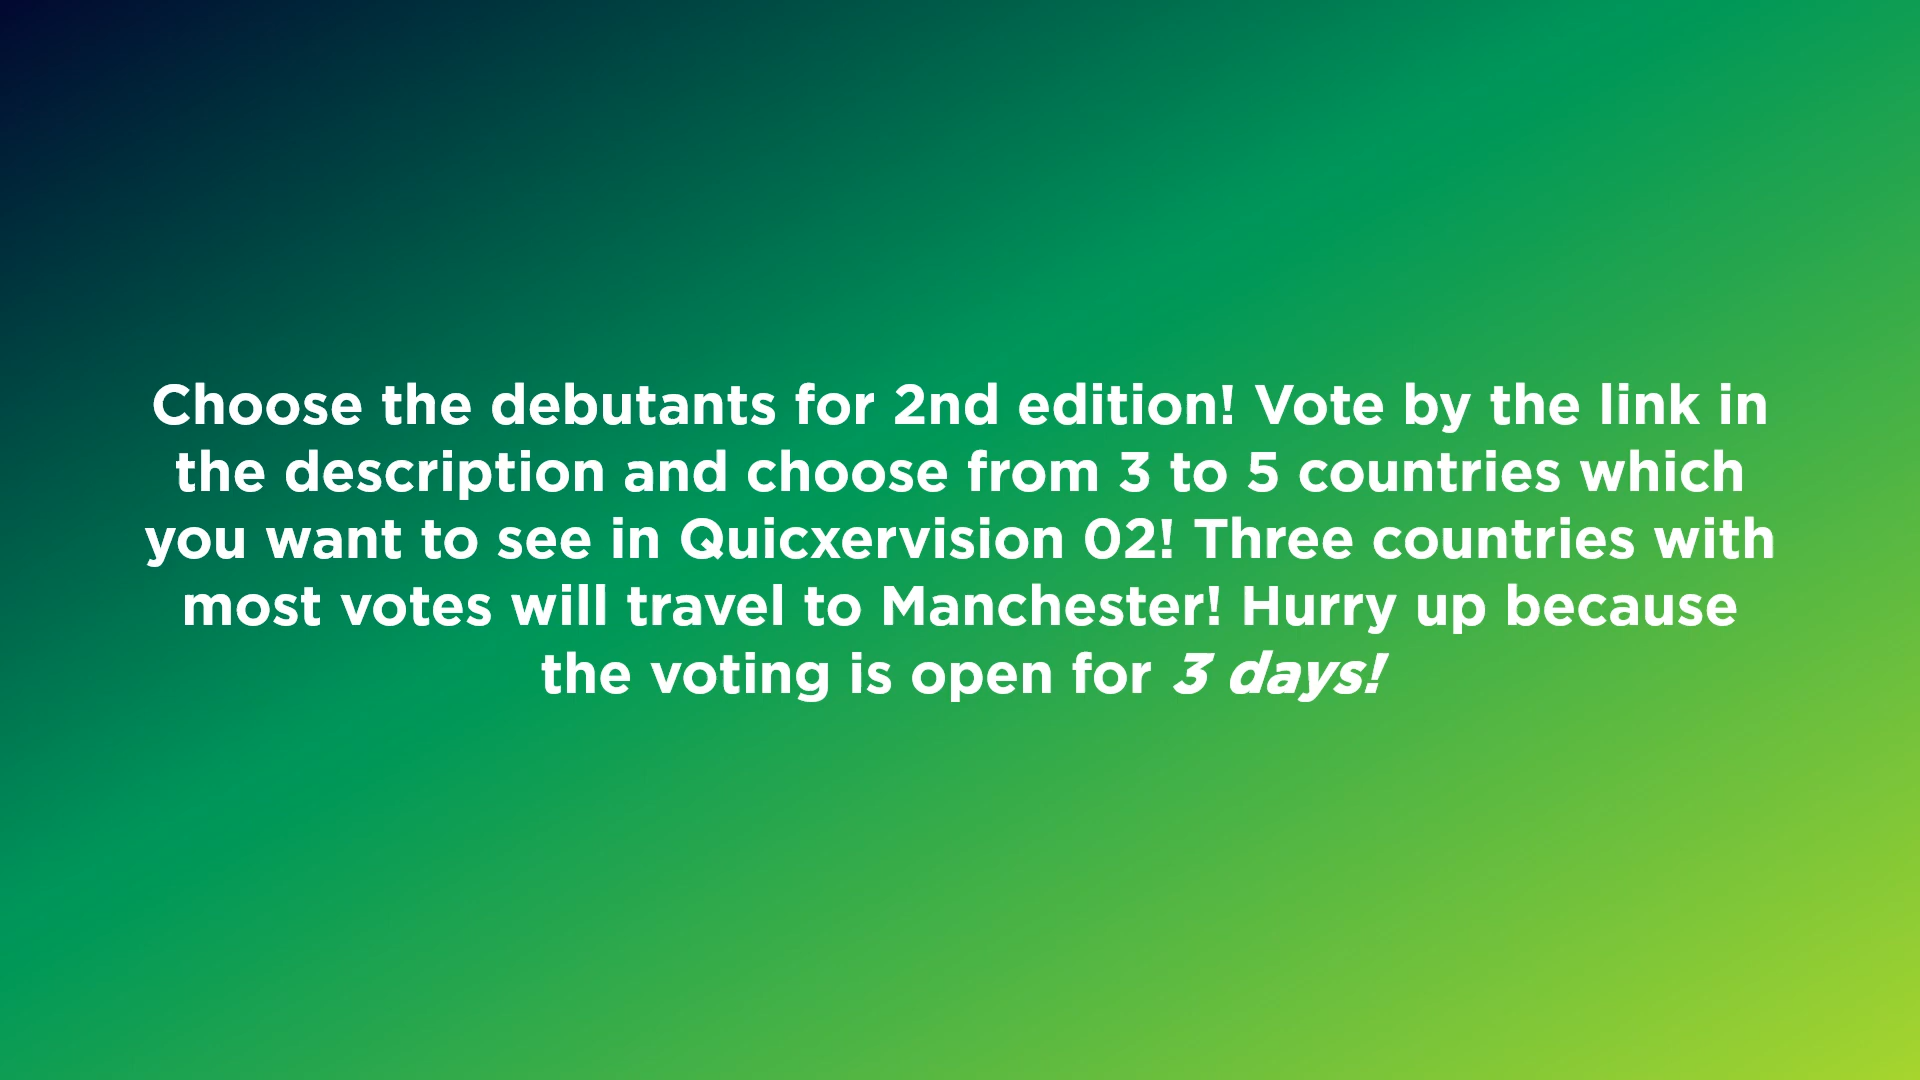 Choose the debutants for 2nd edition! Vote by the link in
the description and choose from 3 to 5 countries which
you want to see in Quicxervision 02! Three countries with
most votes will travel to Manchester! Hurry up because
the voting is open for 3 days!